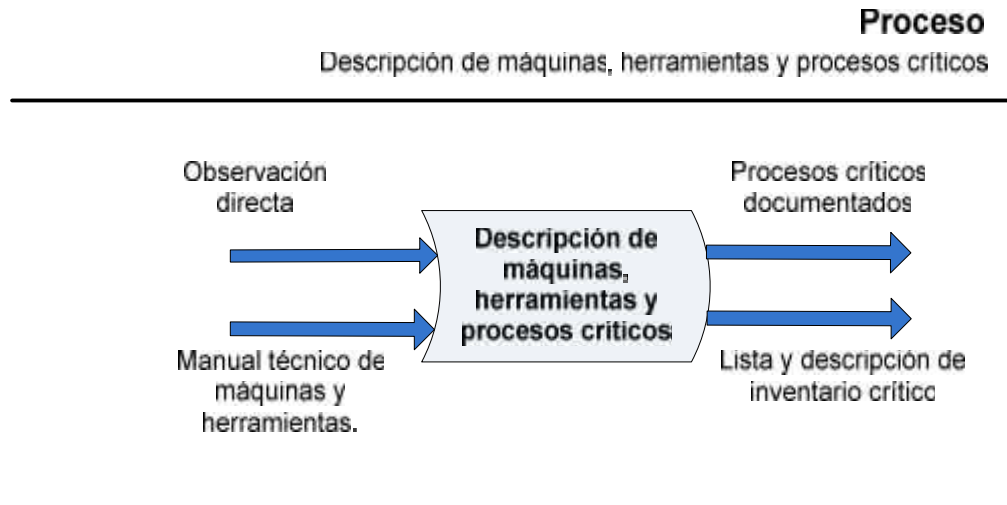 Proceso
Descripción de máquinas, herramientas y procesos críticos
Observación
directa
Manual técnico de
máquinas y
herramientas.
Descripción de
máquinas,
herramientas y
procesos críticos
Procesos críticos
documentados
Lista y descripción de
inventario crítico